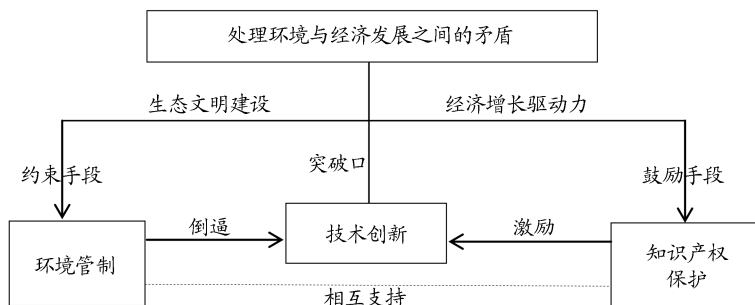 处理环境与经济发展之间的矛盾
生态文明建设
经济增长驱动力
约束手段
突破口
鼓励手段
环境管制
倒逼
技术创新
激励
知识产权
保护
相互支持